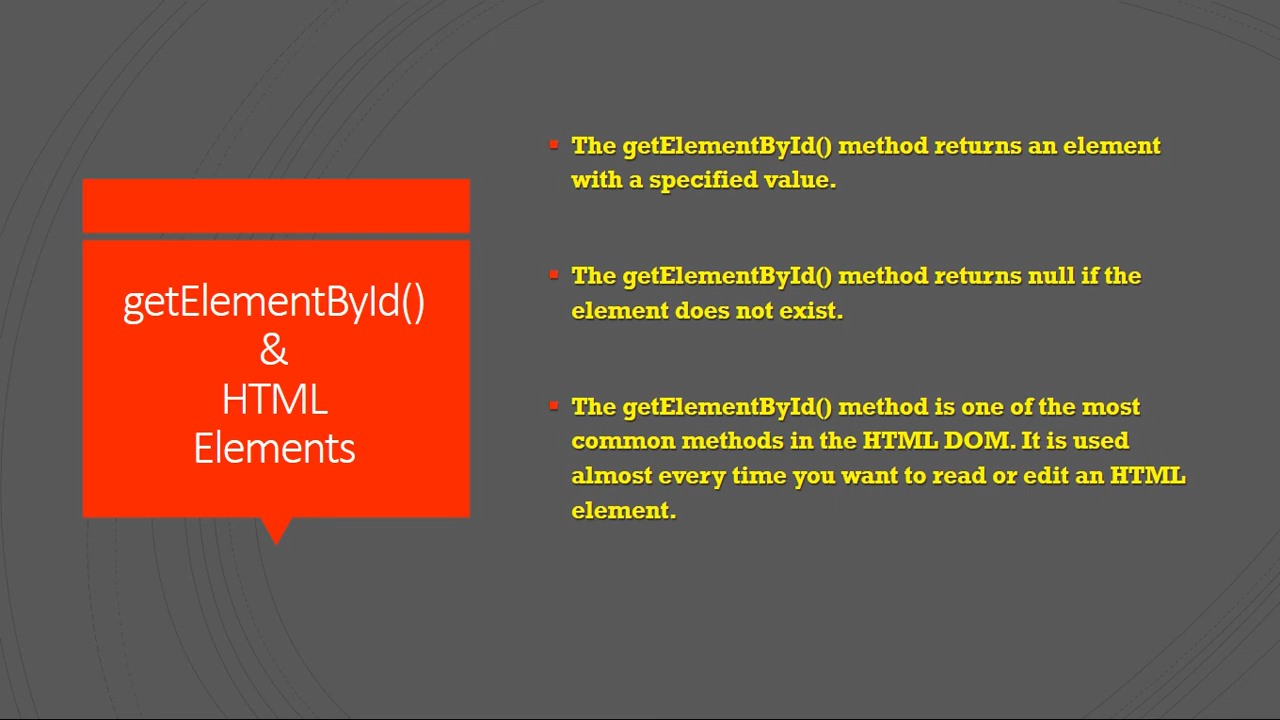 getElementById()
&
HTML
Elements
The getElementById() method returns an element
with a specified value.
The getElementById() method returns null if the
element does not exist.
The getElementById() method is one of the most
common methods in the HTML DOM. It is used
almost every time you want to read or edit an HTML
element.